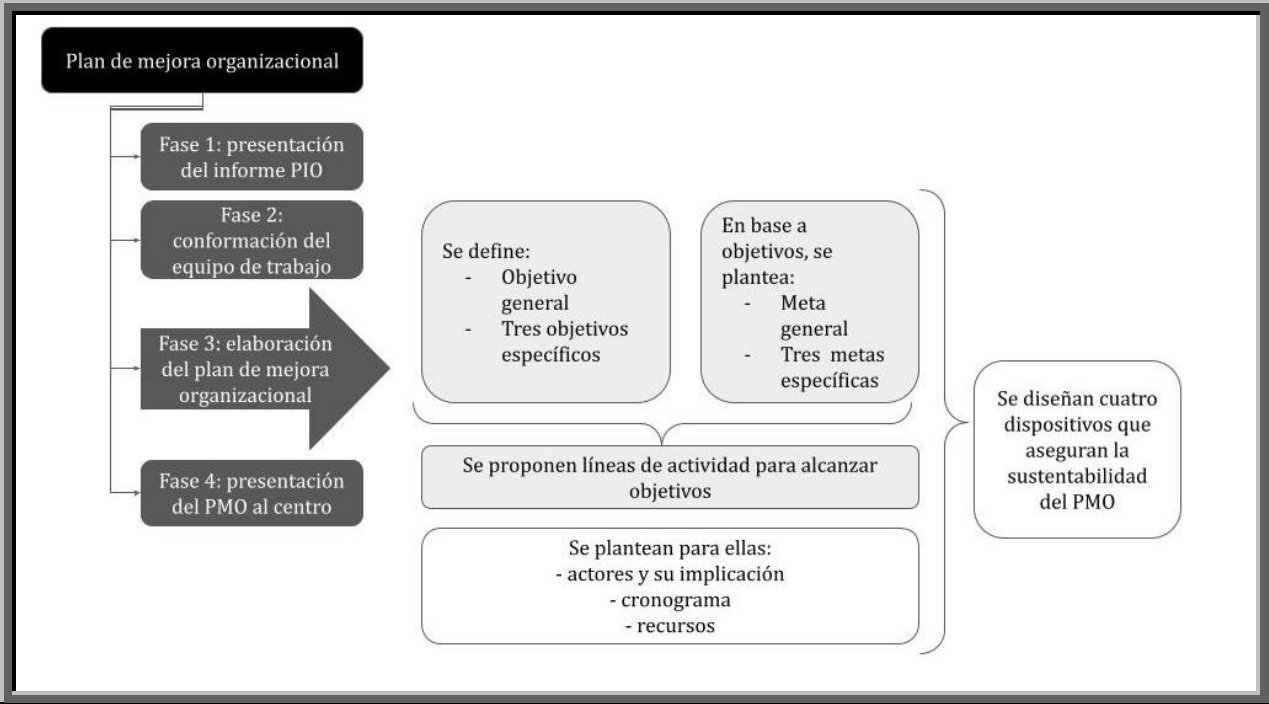 Plan de mejora organizacional
Fase 1: presentación
del informe PIO
Fase 2:
conformación del
equipo de trabajo
Fase 3: elaboración
del plan de mejora
organizacional
Fase 4: presentación
del PMO al centro
Se define:
- Objetivo
general
- Tres objetivos
específicos
En base a
objetivos, se
plantea:
- Meta
general
- Tres metas
específicas
Se proponen líneas de actividad para alcanzar
objetivos
Se plantean para ellas:
- actores y su implicación
- cronograma
- recursos
Se diseñan cuatro
dispositivos que
aseguran la
sustentabilidad
del PMO